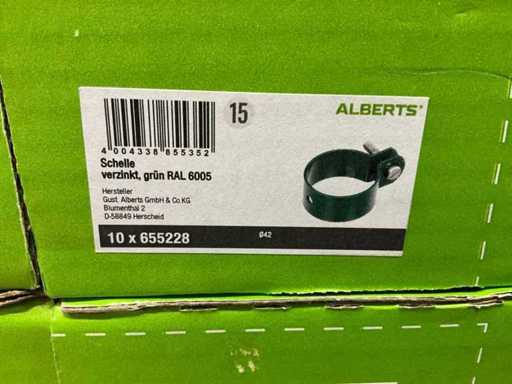 15
ALBERTS®
4 004338 655352
Schelle
verzinkt, grün RAL 6005
Hersteller
Gust. Alberts GmbH & Co.KG
Blumenthal 2
D-58849 Herscheid
10 x 655228
Ø42